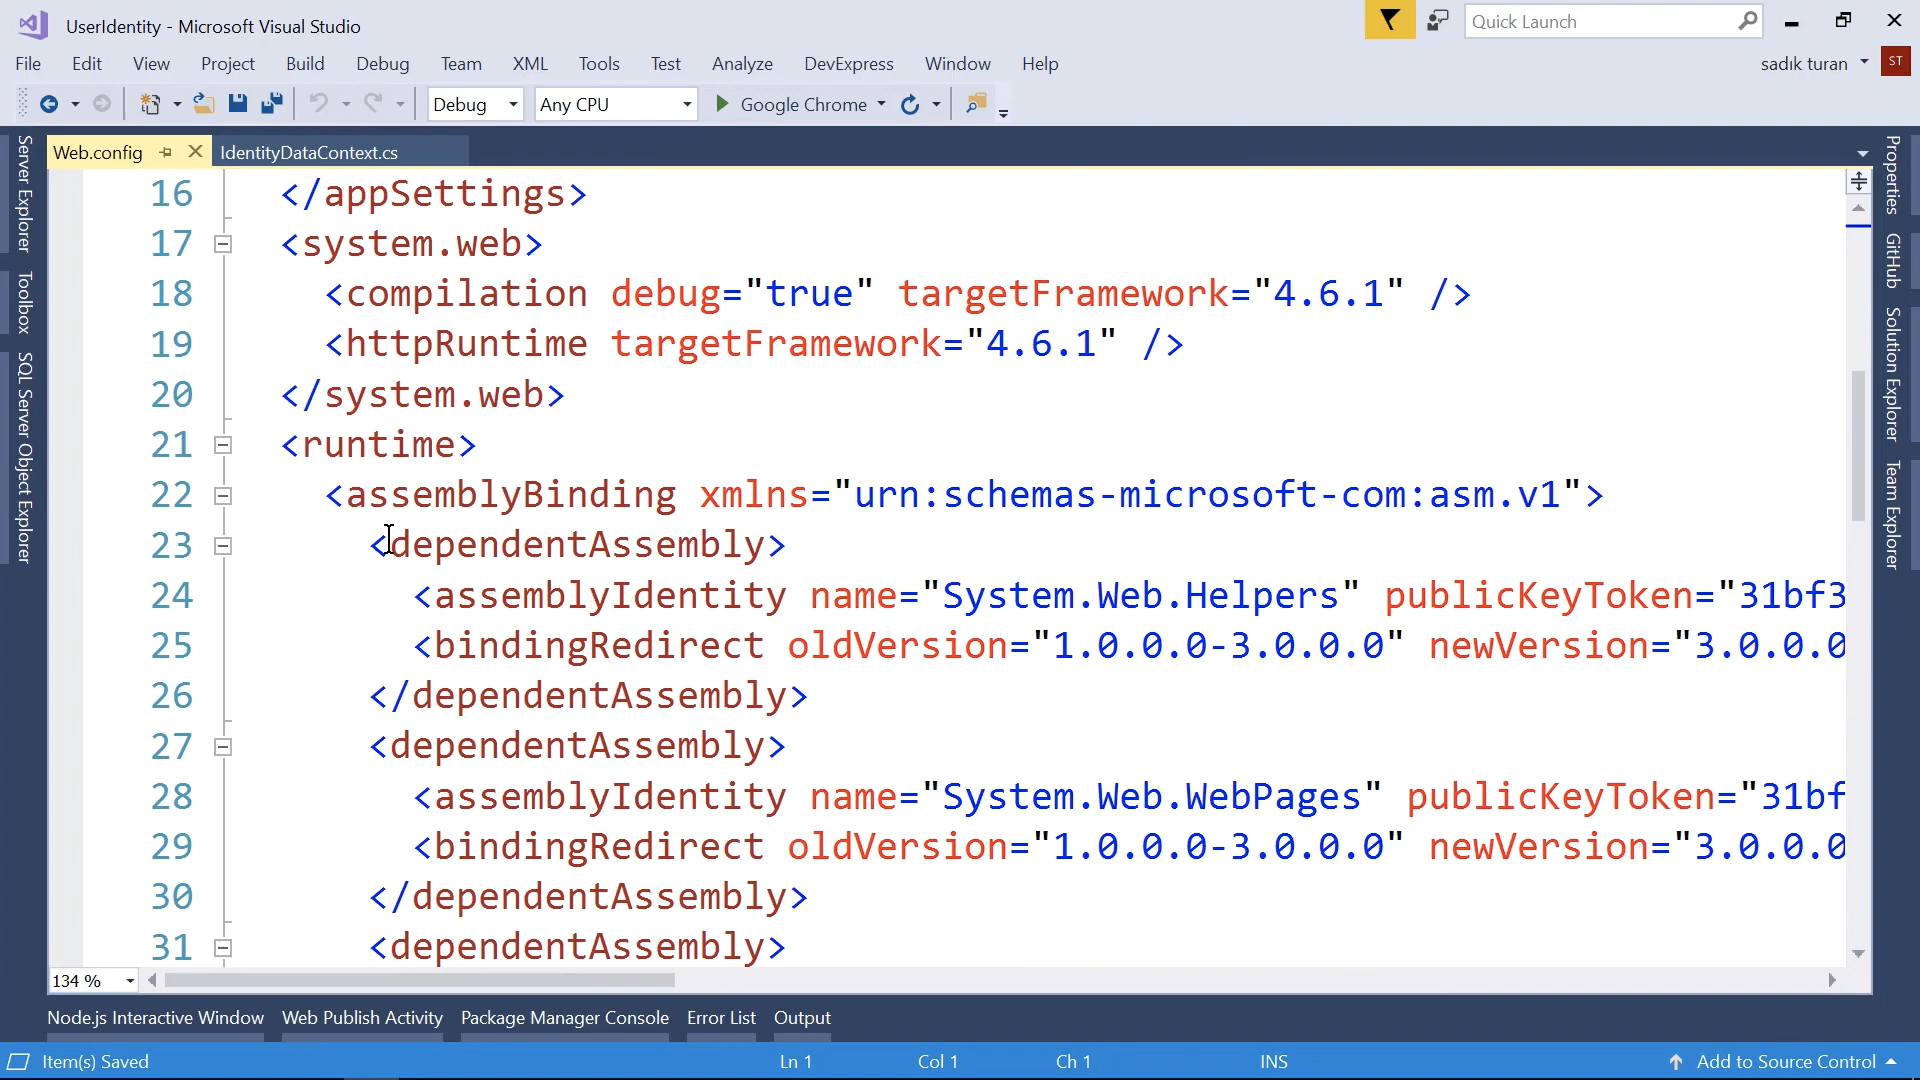 UserIdentity - Microsoft Visual Studio
Quick Launch
File Edit View Project Build Debug Team XML Tools Test Analyze DevExpress Window Help
sadık turan ST
Debug Any CPU Google Chrome
Web.config IdentityDataContext.cs
Server Explorer
Toolbox
SQL Server Object Explorer
16 </appSettings>
17 <system.web>
18 <compilation debug="true" targetFramework="4.6.1" />
19 <httpRuntime targetFramework="4.6.1" />
20 </system.web>
21 <runtime>
22 <assemblyBinding xmlns="urn:schemas-microsoft-com:asm.v1">
23 <dependentAssembly>
24 <assemblyIdentity name="System.Web.Helpers" publicKeyToken="31bf3
25 <bindingRedirect oldVersion="1.0.0.0-3.0.0.0" newVersion="3.0.0.0
26 </dependentAssembly>
27 <dependentAssembly>
28 <assemblyIdentity name="System.Web.WebPages" publicKeyToken="31bf
29 <bindingRedirect oldVersion="1.0.0.0-3.0.0.0" newVersion="3.0.0.0
30 </dependentAssembly>
31 <dependentAssembly>
Properties
GitHub
Solution Explorer
Team Explorer
134 %
Node.js Interactive Window Web Publish Activity Package Manager Console Error List Output
Item(s) Saved Ln 1 Col 1 Ch 1 INS Add to Source Control